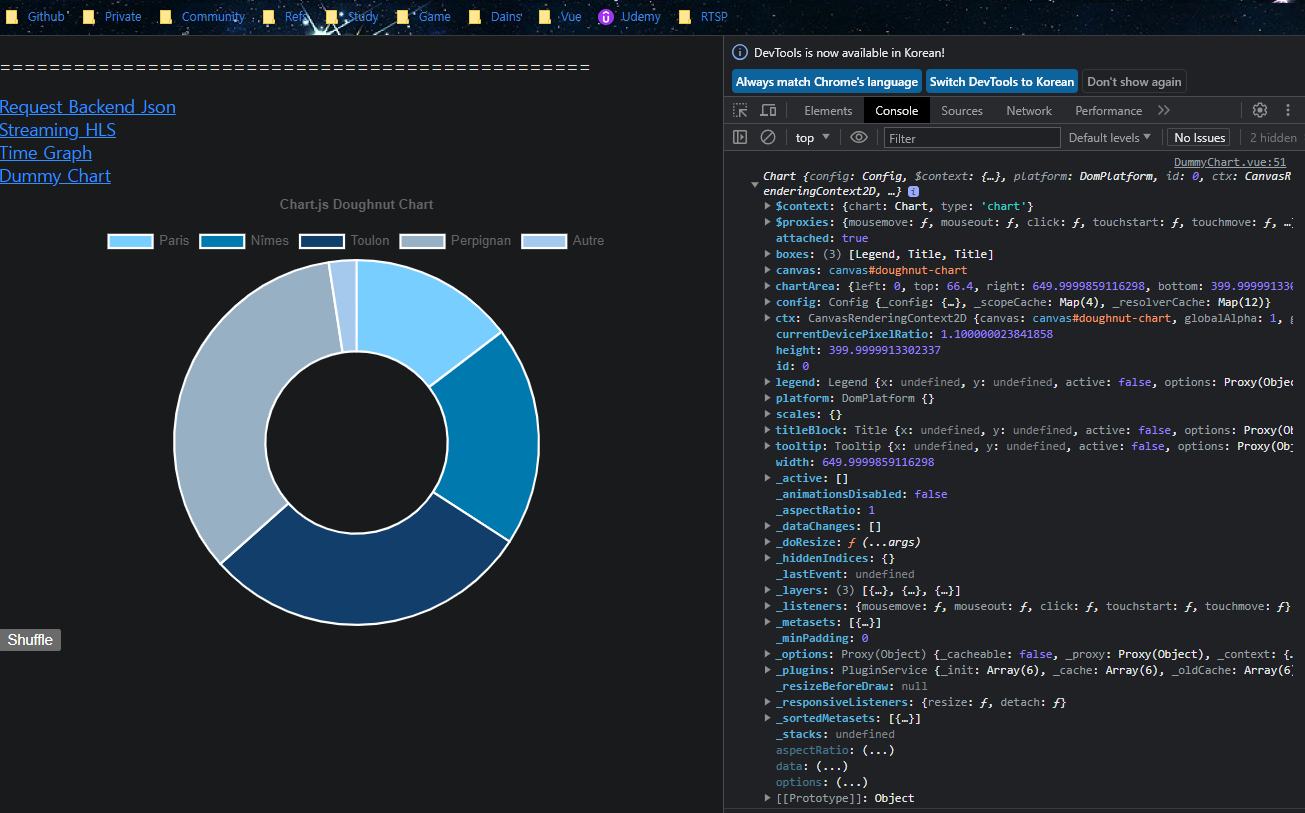 Github Private Community Refs Study Game Dains Vue Udemy RTSP
================================================
Request Backend Json
Streaming HLS
Time Graph
Dummy Chart
Chart.js Doughnut Chart
Paris Nîmes Toulon Perpignan Autre
Shuffle
DevTools is now available in Korean!
Always match Chrome's language Switch DevTools to Korean Don't show again
Elements Console Sources Network Performance
top Filter Default levels No Issues 2 hidden
DummyChart.vue:51
Chart {config: Config, $context: {…}, platform: DomPlatform, id: 0, ctx: CanvasR
enderingContext2D, …}
$context: {chart: Chart, type: 'chart'}
$proxies: {mousemove: ƒ, mouseout: ƒ, click: ƒ, touchstart: ƒ, touchmove: ƒ, …
attached: true
boxes: (3) [Legend, Title, Title]
canvas: canvas#doughnut-chart
chartArea: {left: 0, top: 66.4, right: 649.9999859116298, bottom: 399.99999133
config: Config {_config: {…}, _scopeCache: Map(4), _resolverCache: Map(12)}
ctx: CanvasRenderingContext2D {canvas: canvas#doughnut-chart, globalAlpha: 1, g
currentDevicePixelRatio: 1.100000023841858
height: 399.9999913302337
id: 0
legend: Legend {x: undefined, y: undefined, active: false, options: Proxy(Objec
platform: DomPlatform {}
scales: {}
titleBlock: Title {x: undefined, y: undefined, active: false, options: Proxy(Ob
tooltip: Tooltip {x: undefined, y: undefined, active: false, options: Proxy(Obj
width: 649.9999859116298
_active: []
_animationsDisabled: false
_aspectRatio: 1
_dataChanges: []
_doResize: ƒ (...args)
_hiddenIndices: {}
_lastEvent: undefined
_layers: (3) [{…}, {…}, {…}]
_listeners: {mousemove: ƒ, mouseout: ƒ, click: ƒ, touchstart: ƒ, touchmove: ƒ}
_metasets: [{…}]
_minPadding: 0
_options: Proxy(Object) {_cacheable: false, _proxy: Proxy(Object), _context: {…
_plugins: PluginService {_init: Array(6), _cache: Array(6), _oldCache: Array(6
_resizeBeforeDraw: null
_responsiveListeners: {resize: ƒ, detach: ƒ}
_sortedMetasets: [{…}]
_stacks: undefined
aspectRatio: (...)
data: (...)
options: (...)
[[Prototype]]: Object